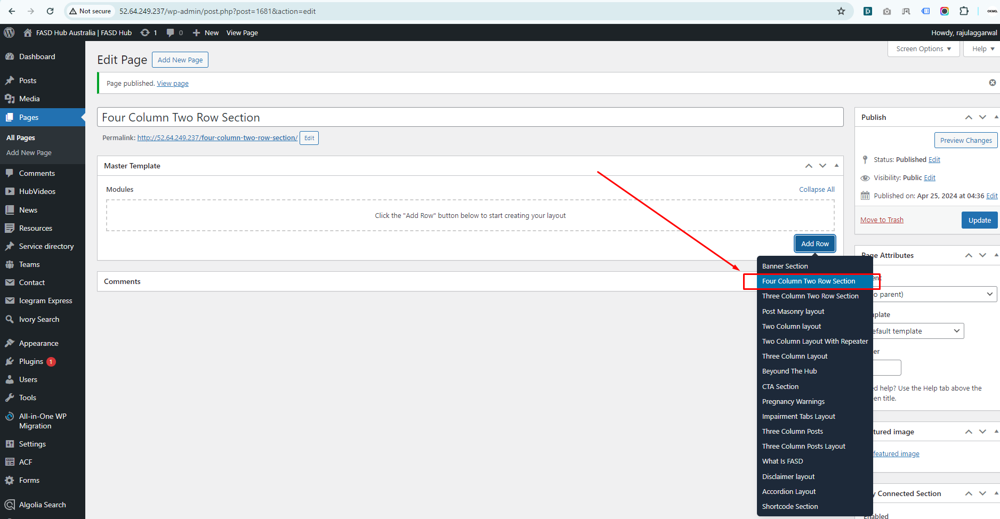 Not secure 52.64.249.237/wp-admin/post.php?post=1681&action=edit
OKMG.
FASD Hub Australia | FASD Hub 1 0 New View Page Howdy, rajulaggarwal
Dashboard
Posts
Media
Pages
All Pages
Add New Page
Comments
HubVideos
News
Resources
Service directory
Teams
Contact
Icegram Express
Ivory Search
Appearance
Plugins 1
Users
Tools
All-in-One WP
Migration
Settings
ACF
Forms
Algolia Search
Screen Options Help
Edit Page Add New Page
Page published. View page
Four Column Two Row Section
Permalink: http://52.64.249.237/four-column-two-row-section/ Edit
Master Template
Modules Collapse All
Click the "Add Row" button below to start creating your layout
Add Row
Comments
Banner Section
Four Column Two Row Section
Three Column Two Row Section
Post Masonry layout
Two Column layout
Two Column Layout With Repeater
Three Column Layout
Beyound The Hub
CTA Section
Pregnancy Warnings
Impairment Tabs Layout
Three Column Posts
Three Column Posts Layout
What Is FASD
Disclaimer layout
Accordion Layout
Shortcode Section
Publish
Preview Changes
Status: Published Edit
Visibility: Public Edit
Published on: Apr 25, 2024 at 04:36 Edit
Move to Trash Update
Page Attributes
ent
o parent)
mplate
efault template
er
ed help? Use the Help tab above the
en title.
tured image
featured image
y Connected Section
Enabled